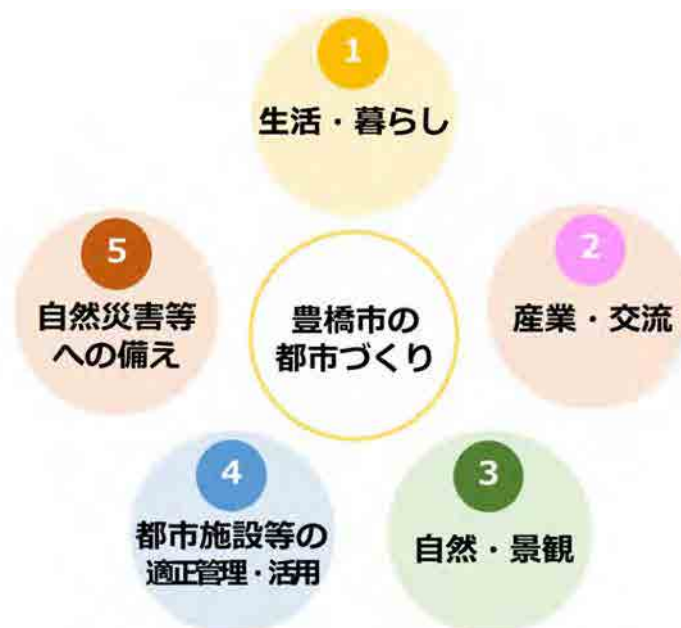 1
生活・暮らし
2
産業・交流
3
自然・景観
4
都市施設等の
適正管理・活用
5
自然災害等
への備え
豊橋市の
都市づくり